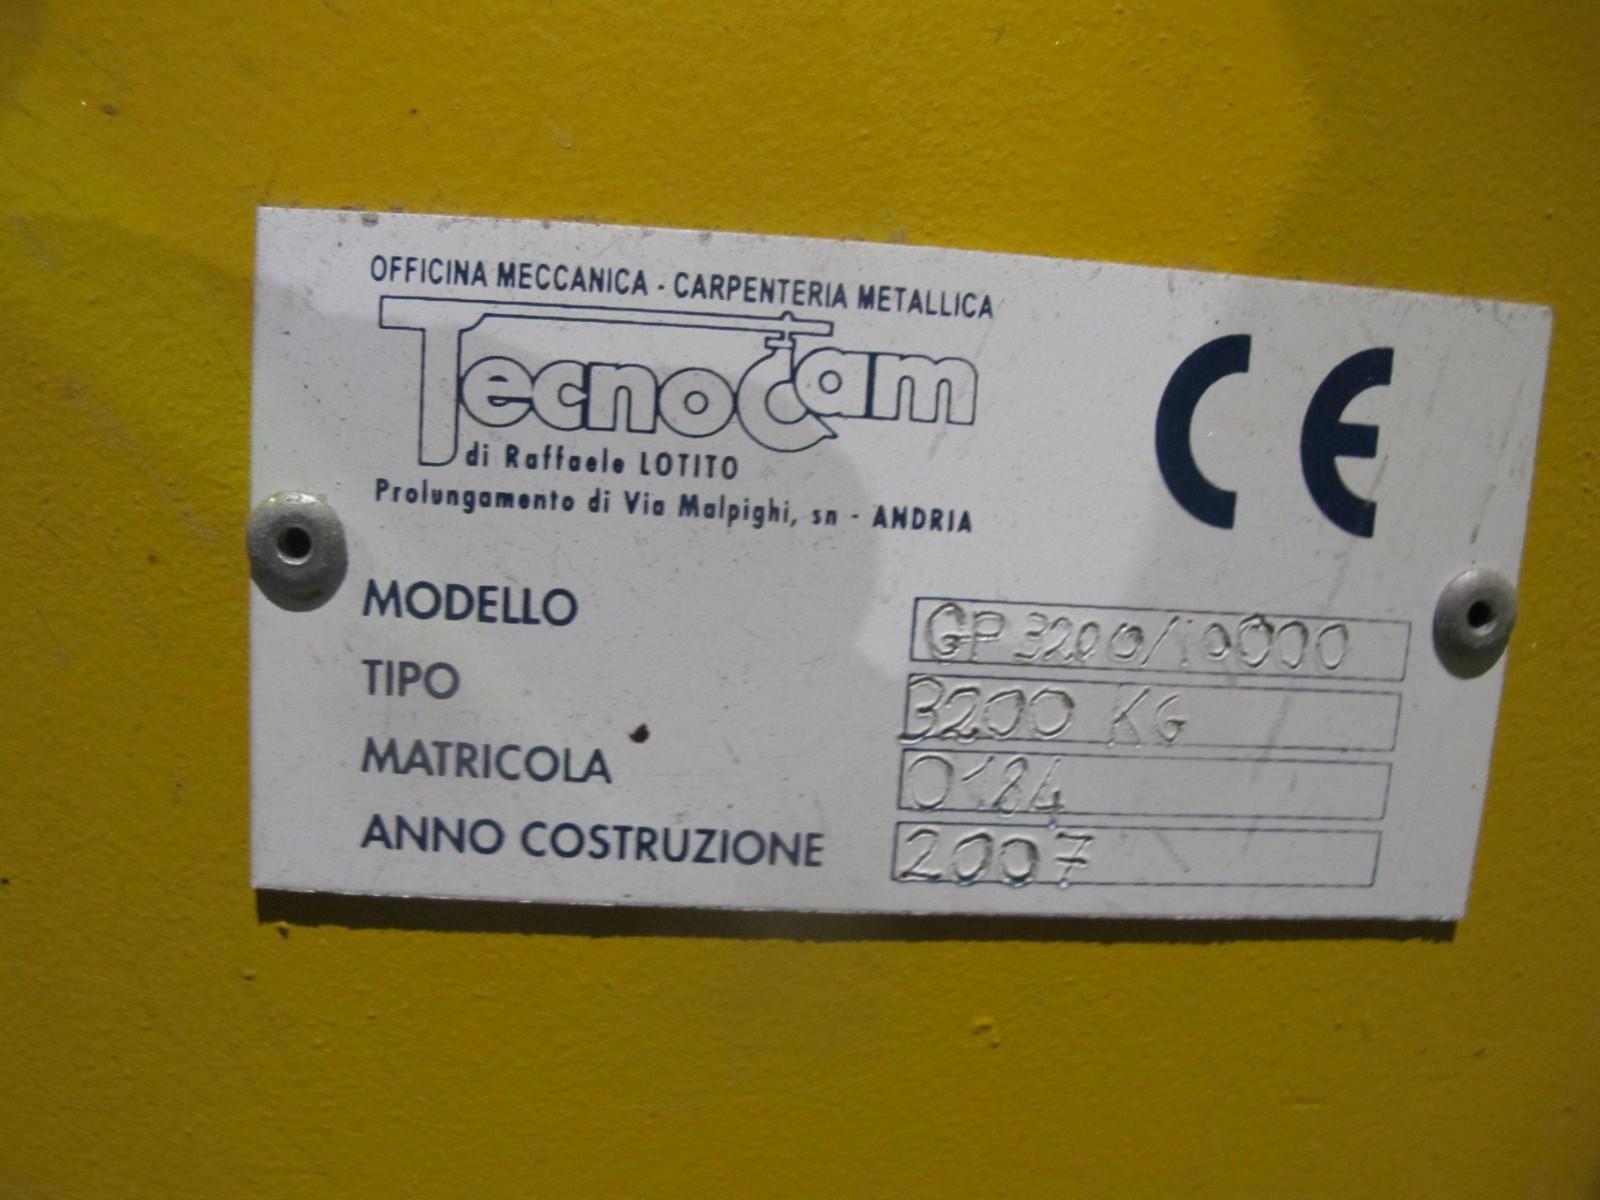 OFFICINA MECCANICA - CARPENTERIA METALLICA
TecnoCam
di Raffaele LOTITO
Prolungamento di Via Malpighi, sn - ANDRIA
CE
MODELLO GP 3200/10000
TIPO 3200 KG
MATRICOLA 0184
ANNO COSTRUZIONE 2007